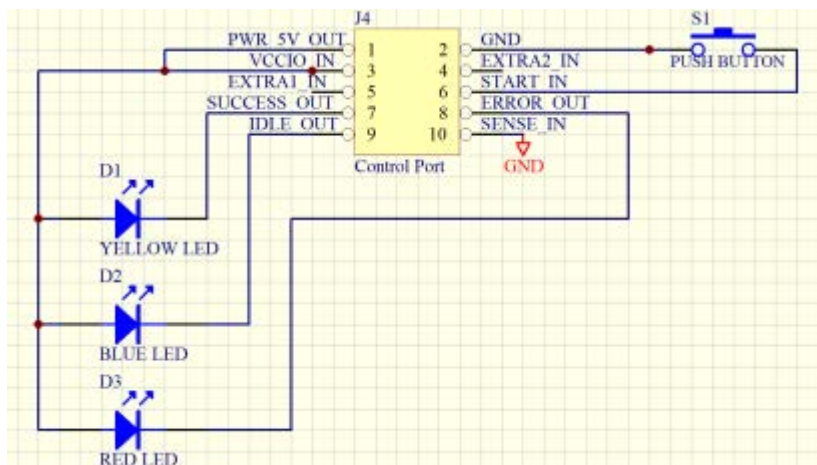 J4
S1
PWR_5V_OUT 1 2 GND
VCCIO_IN 3 4 EXTRA2_IN
PUSH BUTTON
EXTRA1_IN 5 6 START_IN
SUCCESS_OUT 7 8 ERROR_OUT
IDLE_OUT 9 10 SENSE_IN
Control Port
GND
D1
YELLOW LED
D2
BLUE LED
D3
RED LED